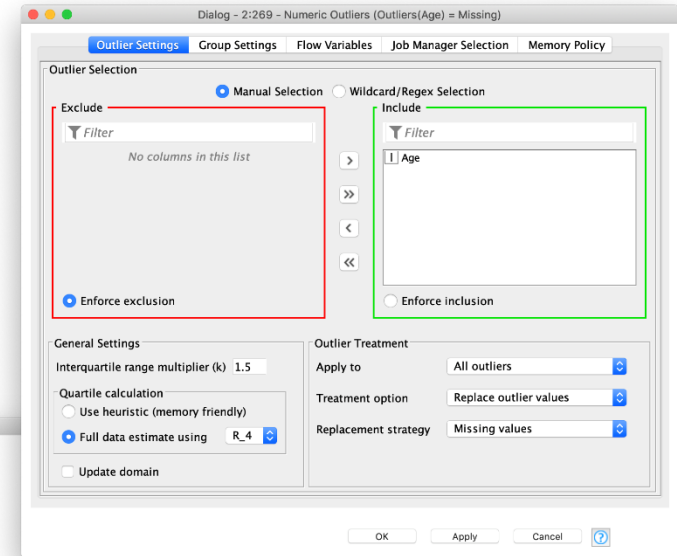 Dialog - 2:269 - Numeric Outliers (Outliers(Age) = Missing)
Outlier Settings Group Settings Flow Variables Job Manager Selection Memory Policy
Outlier Selection
Manual Selection Wildcard/Regex Selection
Exclude
Filter
No columns in this list
Enforce exclusion
>
>>
<
<<
Include
Filter
I Age
Enforce inclusion
General Settings
Interquartile range multiplier (k) 1.5
Quartile calculation
Use heuristic (memory friendly)
Full data estimate using R_4
Update domain
Outlier Treatment
Apply to All outliers
Treatment option Replace outlier values
Replacement strategy Missing values
OK Apply Cancel ?